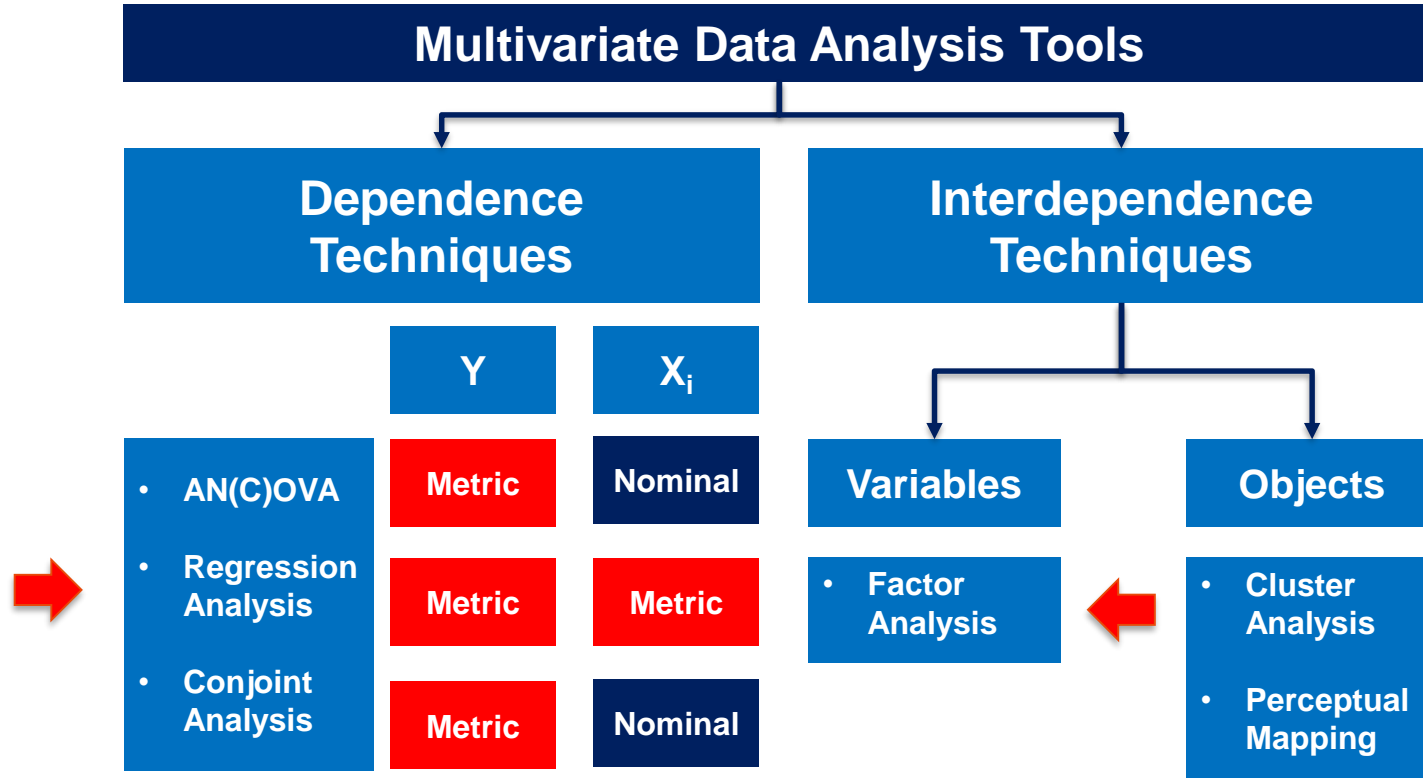 Multivariate Data Analysis Tools
Dependence
Techniques
Interdependence
Techniques
Y
Xᵢ
• AN(C)OVA
Metric
Nominal
• Regression
Analysis
Metric
Metric
• Conjoint
Analysis
Metric
Nominal
Variables
• Factor
Analysis
Objects
• Cluster
Analysis
• Perceptual
Mapping